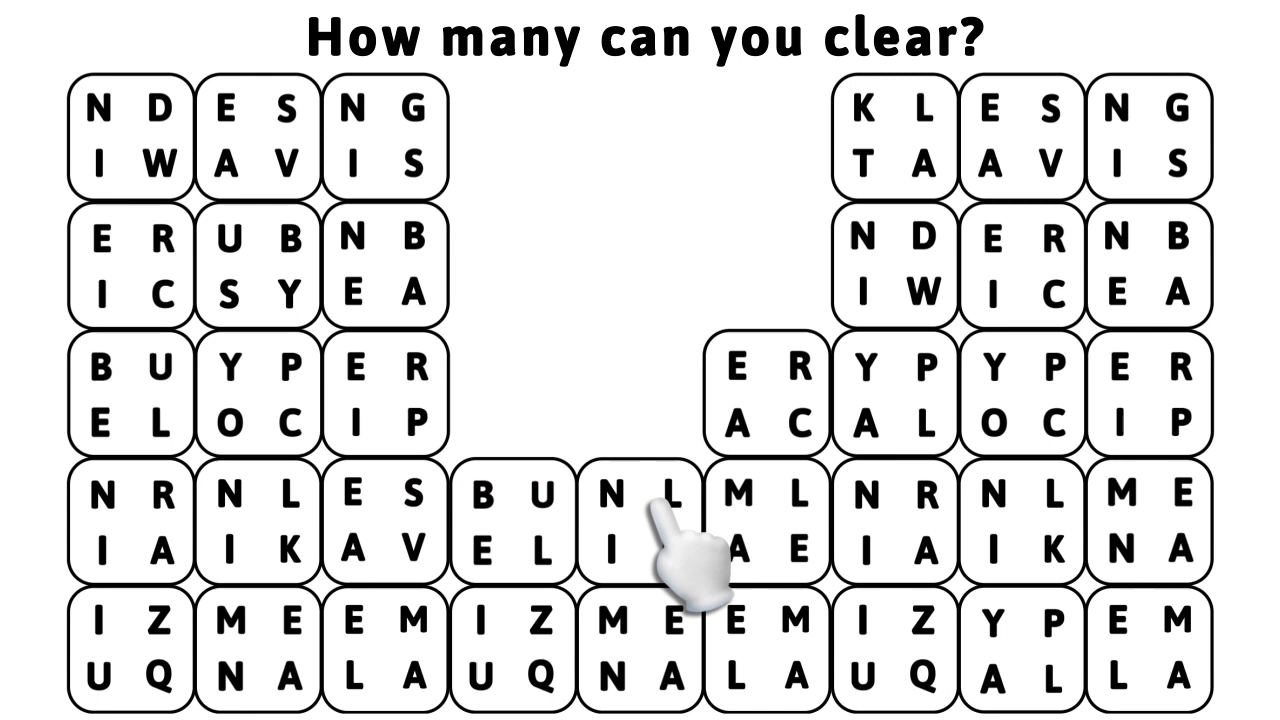 How many can you clear?
N D E S N G K L E S N G
I W A V I S T A A V I S
E R U B N B N D E R N B
I C S Y E A I W I C E A
B U Y P E R E R Y P Y P E R
E L O C I P A C A L O C I P
N R N L E S B U N L M L N R N L M E
I A I K A V E L I A E I A I K N A
I Z M E E M I Z M E E M I Z Y P E M
U Q N A L A U Q N A L A U Q A L L A